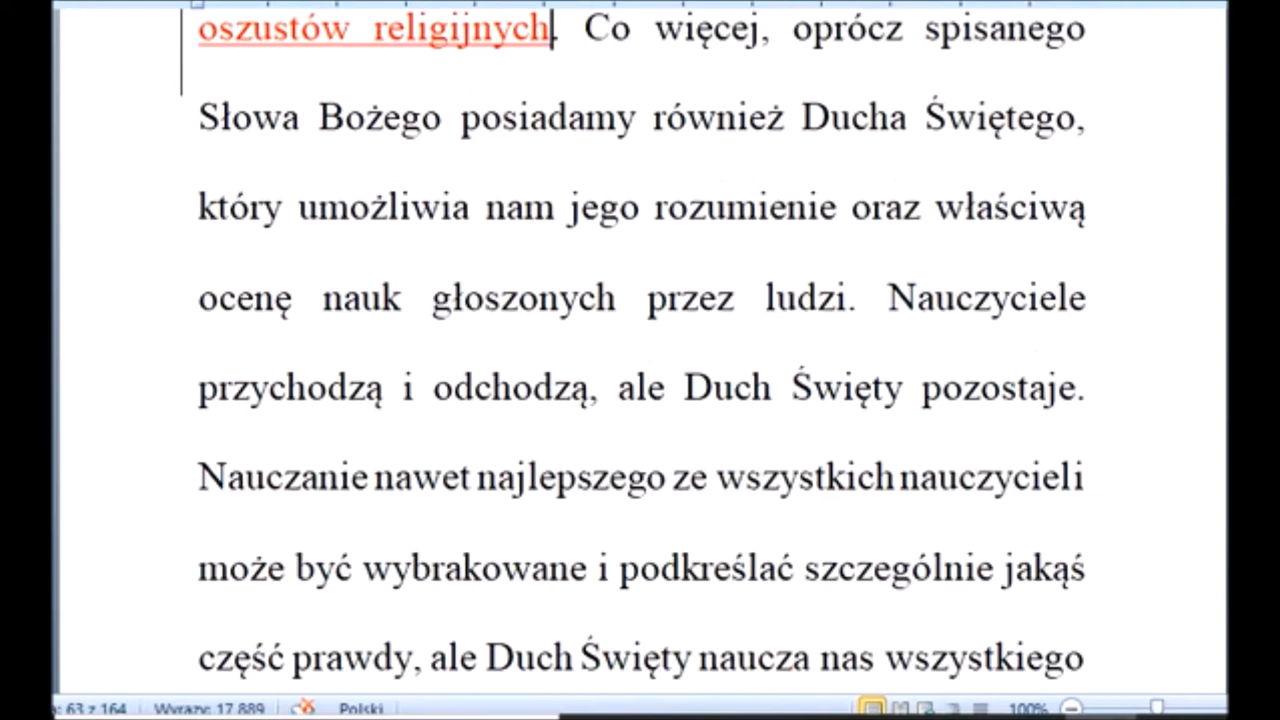 oszustów religijnych. Co więcej, oprócz spisanego
Słowa Bożego posiadamy również Ducha Świętego,
który umożliwia nam jego rozumienie oraz właściwą
ocenę nauk głoszonych przez ludzi. Nauczyciele
przychodzą i odchodzą, ale Duch Święty pozostaje.
Nauczanie nawet najlepszego ze wszystkich nauczycieli
może być wybrakowane i podkreślać szczególnie jakąś
część prawdy, ale Duch Święty naucza nas wszystkiego
: 63 z 164 Wyrazy: 17 889 Polski 100%